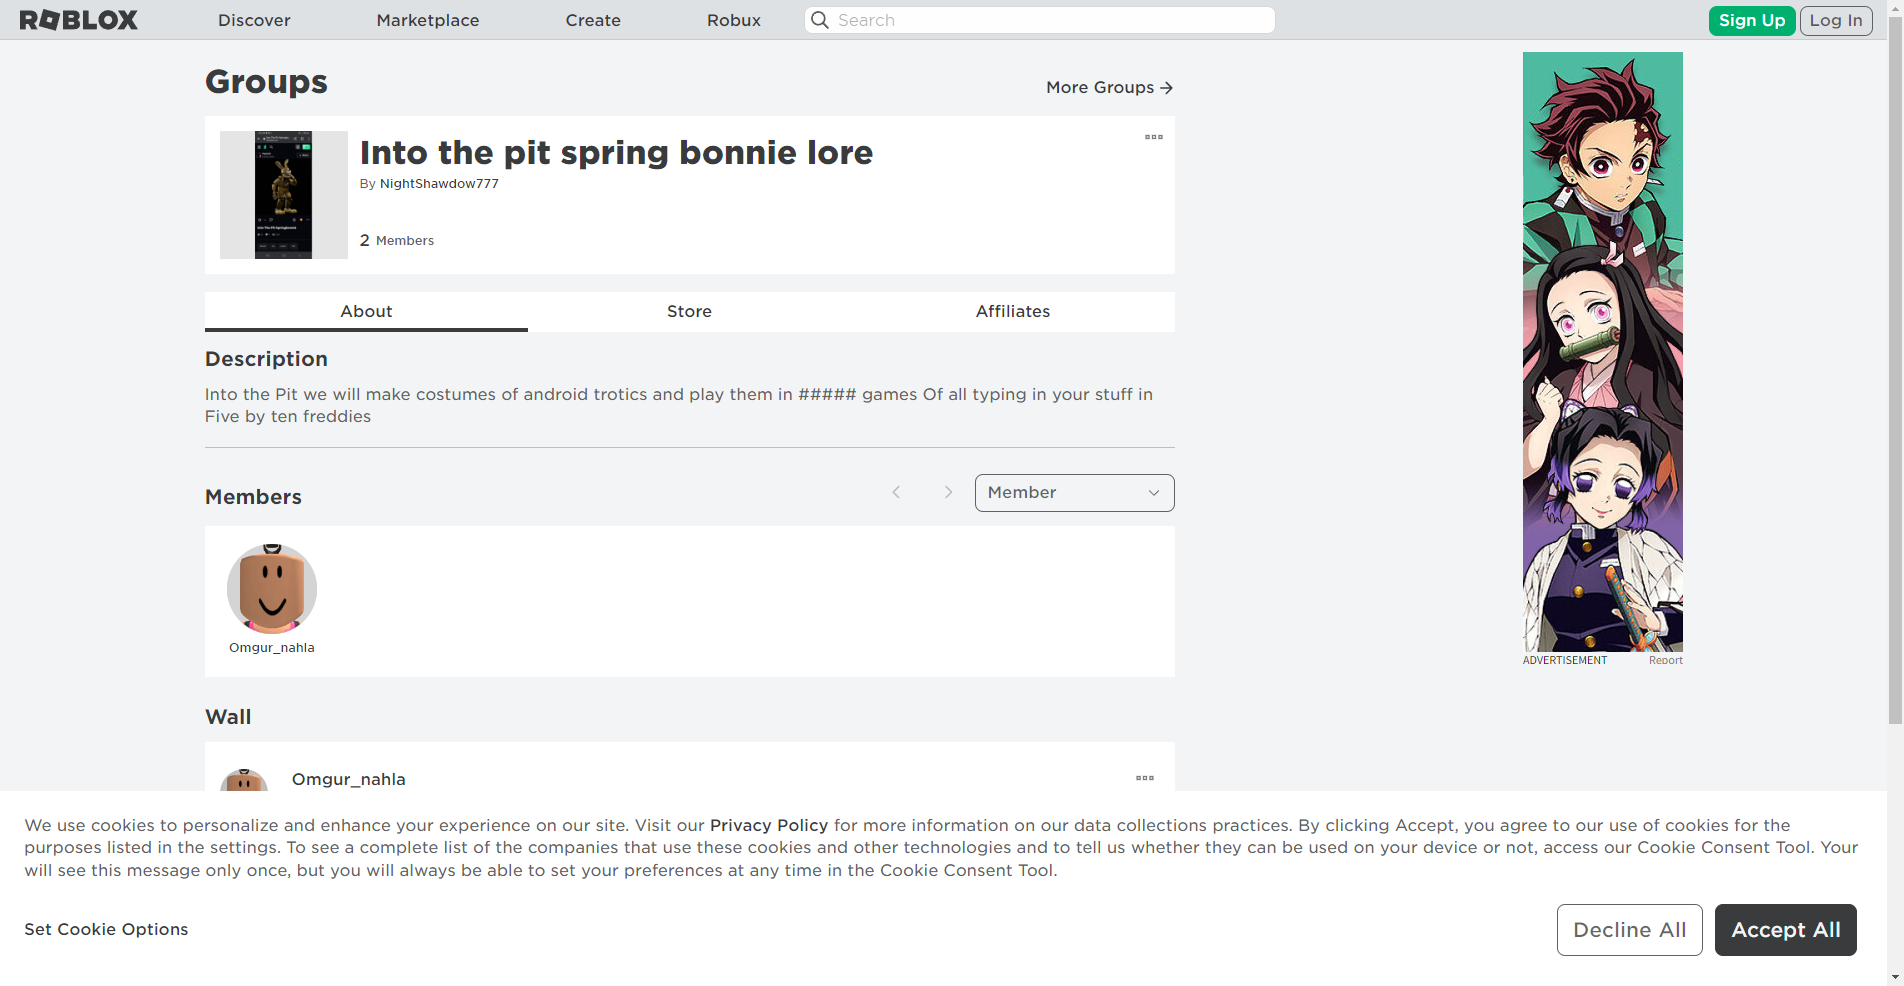 ROBLOX Discover Marketplace Create Robux Search Sign Up Log In
Groups
More Groups →
Into the pit spring bonnie lore
By NightShawdow777
2 Members
About Store Affiliates
Description
Into the Pit we will make costumes of android trotics and play them in ##### games Of all typing in your stuff in
Five by ten freddies
Members
Member
Omgur_nahla
Wall
Omgur_nahla
ADVERTISEMENT Report
We use cookies to personalize and enhance your experience on our site. Visit our Privacy Policy for more information on our data collections practices. By clicking Accept, you agree to our use of cookies for the
purposes listed in the settings. To see a complete list of the companies that use these cookies and other technologies and to tell us whether they can be used on your device or not, access our Cookie Consent Tool. Your
will see this message only once, but you will always be able to set your preferences at any time in the Cookie Consent Tool.
Set Cookie Options
Decline All Accept All